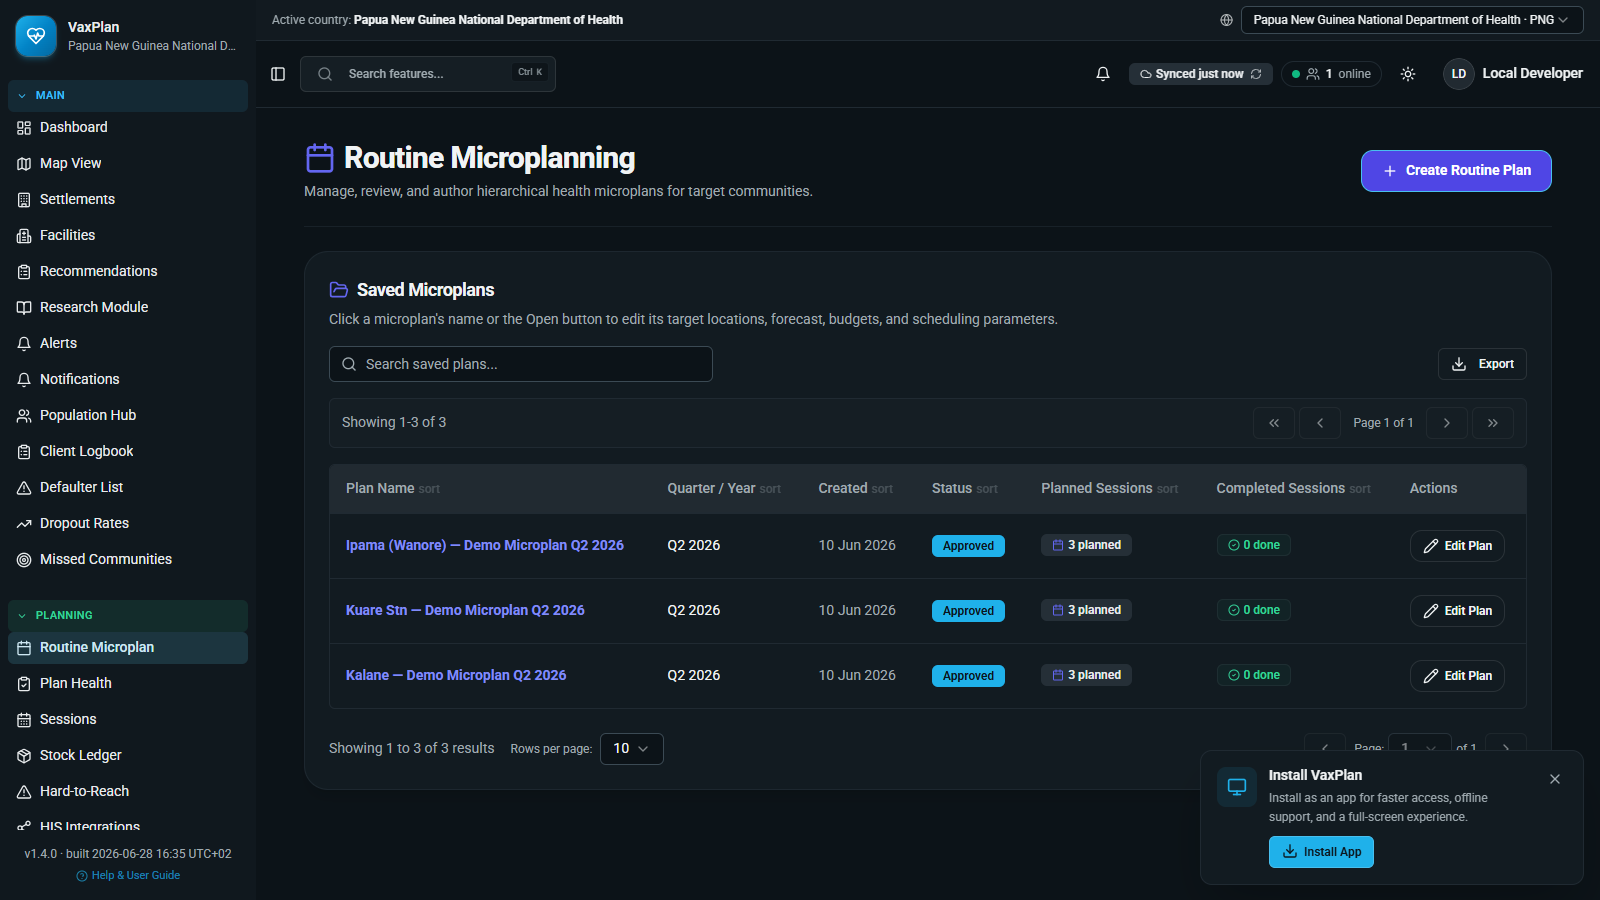 VaxPlan
Papua New Guinea National D...
MAIN
Dashboard
Map View
Settlements
Facilities
Recommendations
Research Module
Alerts
Notifications
Population Hub
Client Logbook
Defaulter List
Dropout Rates
Missed Communities
PLANNING
Routine Microplan
Plan Health
Sessions
Stock Ledger
Hard-to-Reach
HIS Integrations
v1.4.0 · built 2026-06-28 16:35 UTC+02
Help & User Guide
Active country: Papua New Guinea National Department of Health
Papua New Guinea National Department of Health · PNG
Search features... Ctrl K
Synced just now
1 online
LD Local Developer
Routine Microplanning
Manage, review, and author hierarchical health microplans for target communities.
Create Routine Plan
Saved Microplans
Click a microplan's name or the Open button to edit its target locations, forecast, budgets, and scheduling parameters.
Search saved plans...
Export
Showing 1-3 of 3
Page 1 of 1
Plan Name sort Quarter / Year sort Created sort Status sort Planned Sessions sort Completed Sessions sort Actions
Ipama (Wanore) — Demo Microplan Q2 2026 Q2 2026 10 Jun 2026 Approved 3 planned 0 done Edit Plan
Kuare Stn — Demo Microplan Q2 2026 Q2 2026 10 Jun 2026 Approved 3 planned 0 done Edit Plan
Kalane — Demo Microplan Q2 2026 Q2 2026 10 Jun 2026 Approved 3 planned 0 done Edit Plan
Showing 1 to 3 of 3 results Rows per page: 10
Page: 1 of 1
Install VaxPlan
Install as an app for faster access, offline
support, and a full-screen experience.
Install App